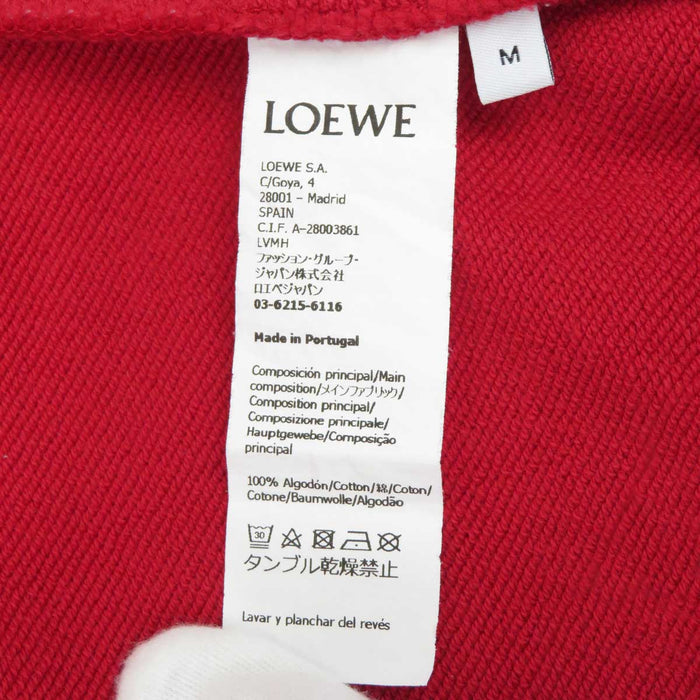 M
LOEWE
LOEWE S.A.
C/Goya, 4
28001 – Madrid
SPAIN
C.I.F. A-28003861
LVMH
ファッション・グループ・
ジャパン株式会社
ロエベジャパン
03-6215-6116
Made in Portugal
Composición principal/Main
composition/メインファブリック/
Composition principal/
Composizione principale/
Hauptgewebe/Composição
principal
100% Algodón/Cotton/綿/Coton/
Cotone/Baumwolle/Algodão
30
タンブル乾燥禁止
Lavar y planchar del revés